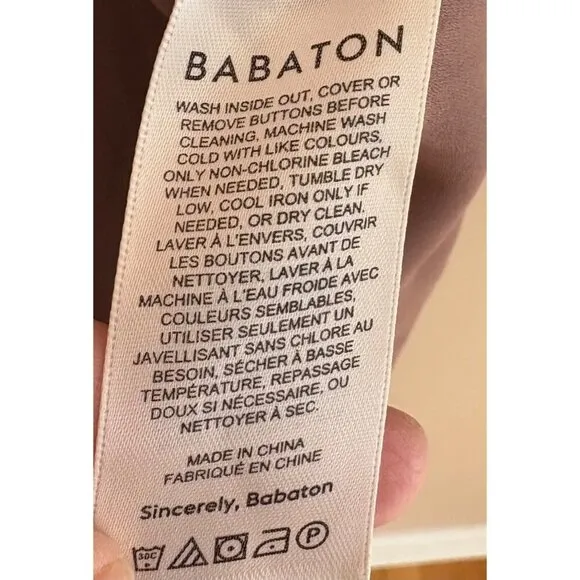 BABATON
WASH INSIDE OUT, COVER OR
REMOVE BUTTONS BEFORE
CLEANING, MACHINE WASH
COLD WITH LIKE COLOURS,
ONLY NON-CHLORINE BLEACH
WHEN NEEDED, TUMBLE DRY
LOW, COOL IRON ONLY IF
NEEDED, OR DRY CLEAN.
LAVER À L'ENVERS, COUVRIR
LES BOUTONS AVANT DE
NETTOYER, LAVER À LA
MACHINE À L'EAU FROIDE AVEC
COULEURS SEMBLABLES,
UTILISER SEULEMENT UN
JAVELLISANT SANS CHLORE AU
BESOIN, SÉCHER À BASSE
TEMPÉRATURE, REPASSAGE
DOUX SI NÉCESSAIRE, OU
NETTOYER À SEC.
MADE IN CHINA
FABRIQUÉ EN CHINE
Sincerely, Babaton
30C P